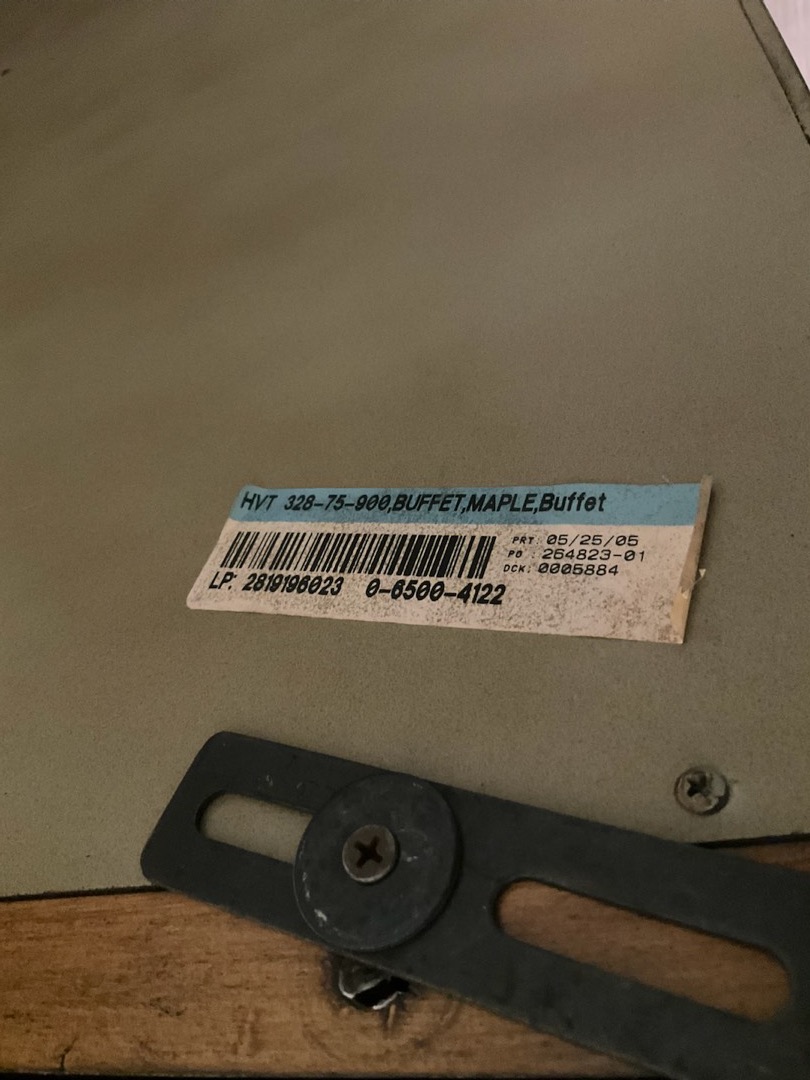 HVT 328-75-900,BUFFET,MAPLE,Buffet
PRT: 05/25/05
PO : 264823-01
DCK: 0005884
LP: 2819196023 0-6500-4122